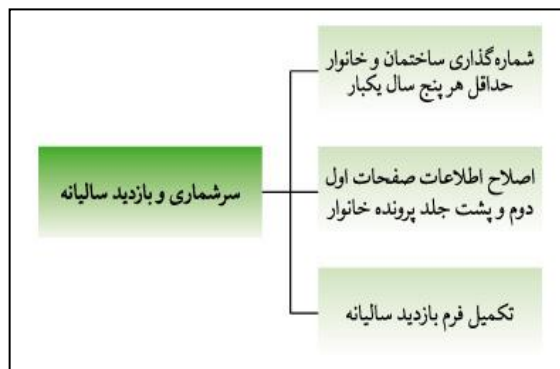 شماره‌گذاری ساختمان و خانوار
حداقل هر پنج سال یکبار
سرشماری و بازدید سالیانه
اصلاح اطلاعات صفحات اول
دوم و پشت جلد پرونده خانوار
تکمیل فرم بازدید سالیانه